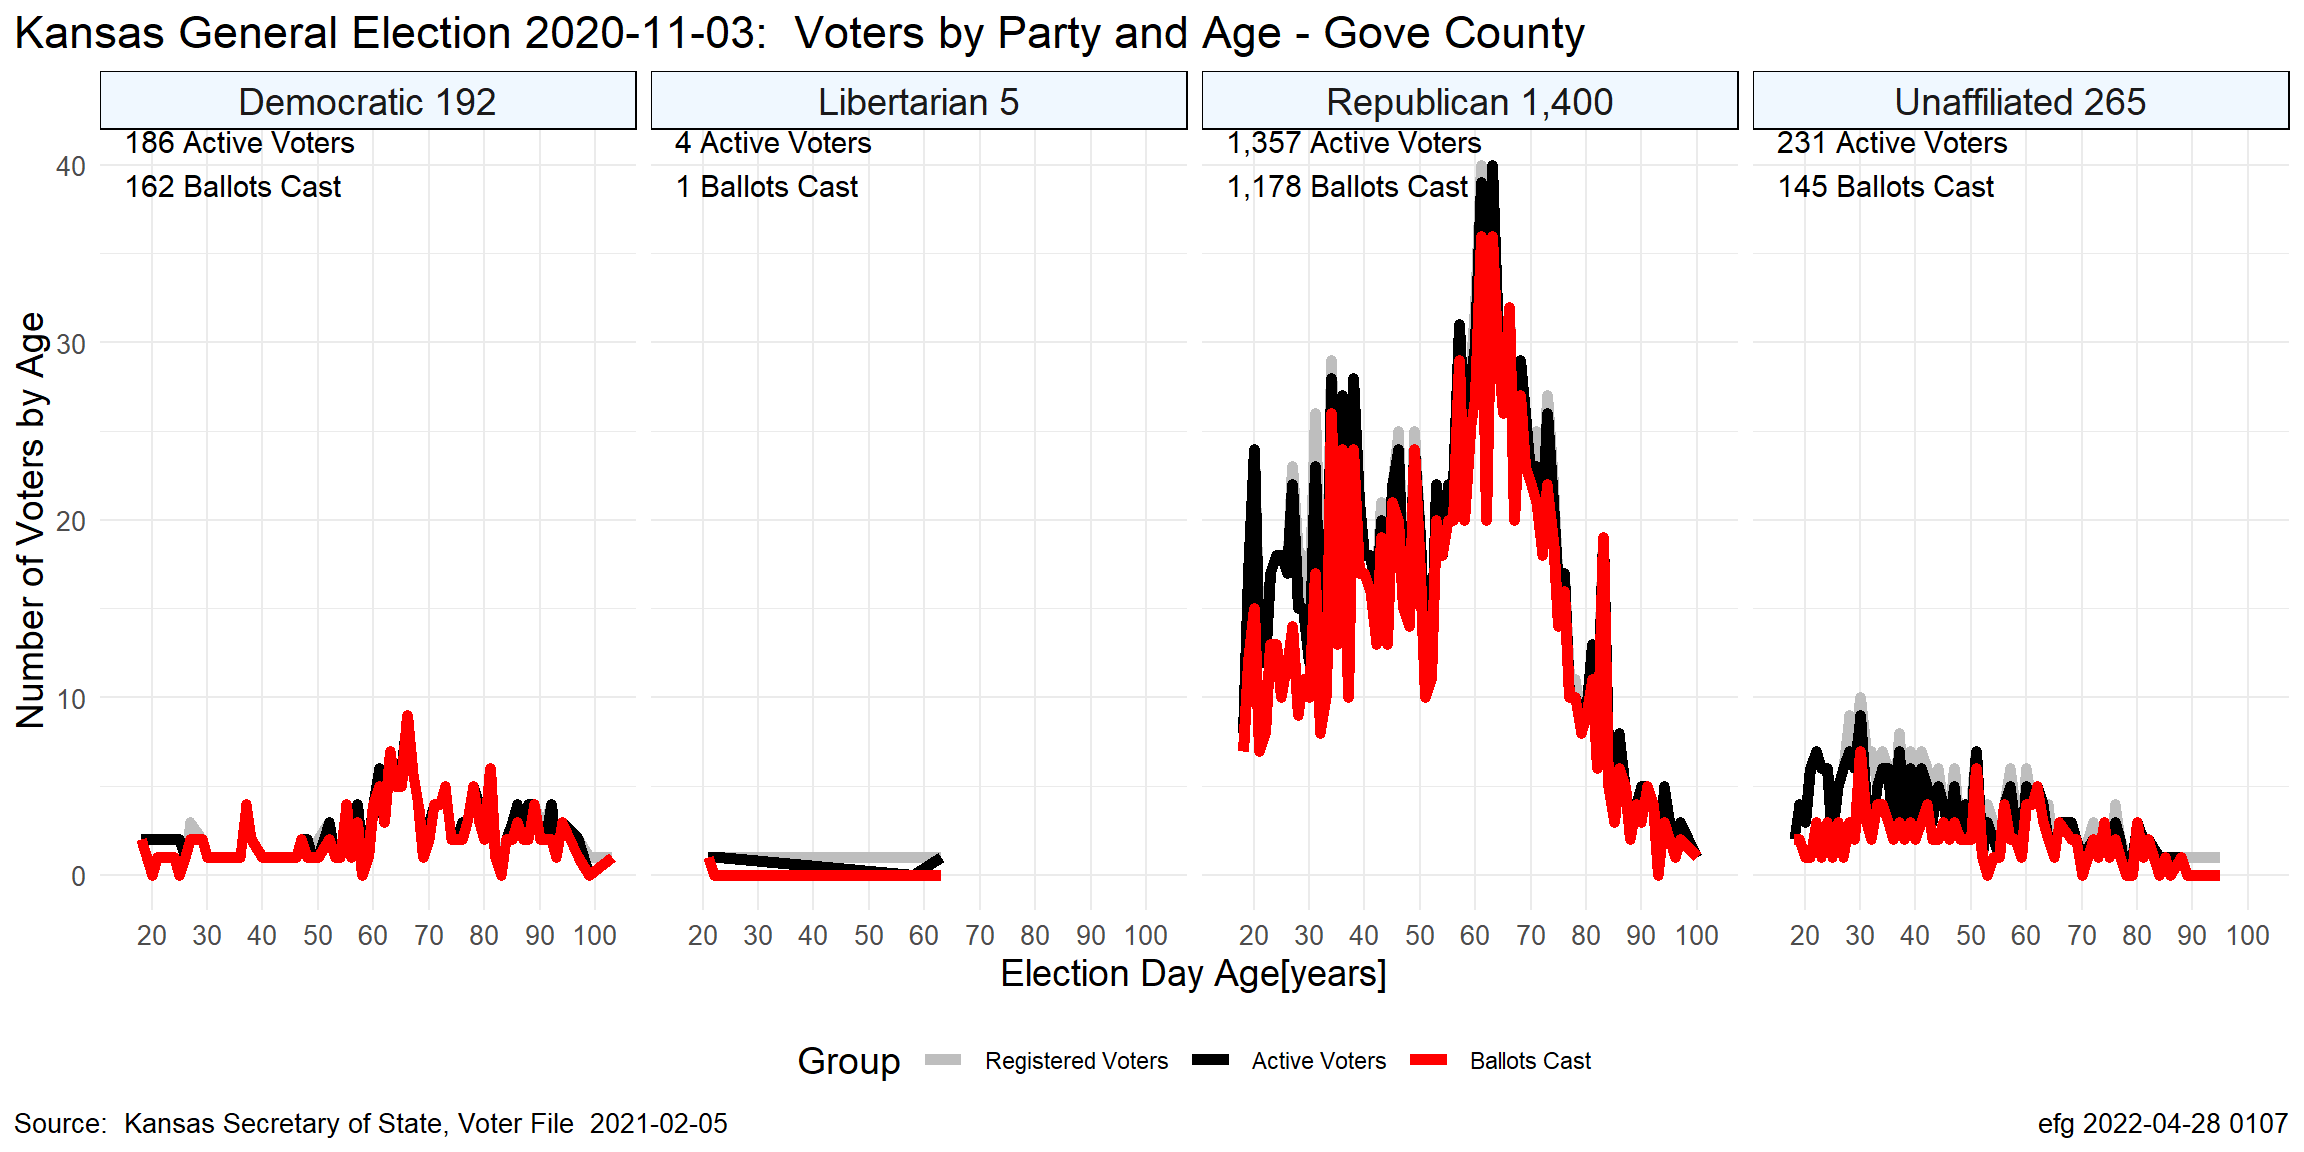 Kansas General Election 2020-11-03:  Voters by Party and Age - Gove County
Democratic 192
Libertarian 5
Republican 1,400
Unaffiliated 265
186 Active Voters
162 Ballots Cast
4 Active Voters
1 Ballots Cast
1,357 Active Voters
1,178 Ballots Cast
231 Active Voters
145 Ballots Cast
Number of Voters by Age
40
30
20
10
0
20 30 40 50 60 70 80 90 100
20 30 40 50 60 70 80 90 100
20 30 40 50 60 70 80 90 100
20 30 40 50 60 70 80 90 100
Election Day Age[years]
Group Registered Voters Active Voters Ballots Cast
Source:  Kansas Secretary of State, Voter File  2021-02-05
efg 2022-04-28 0107